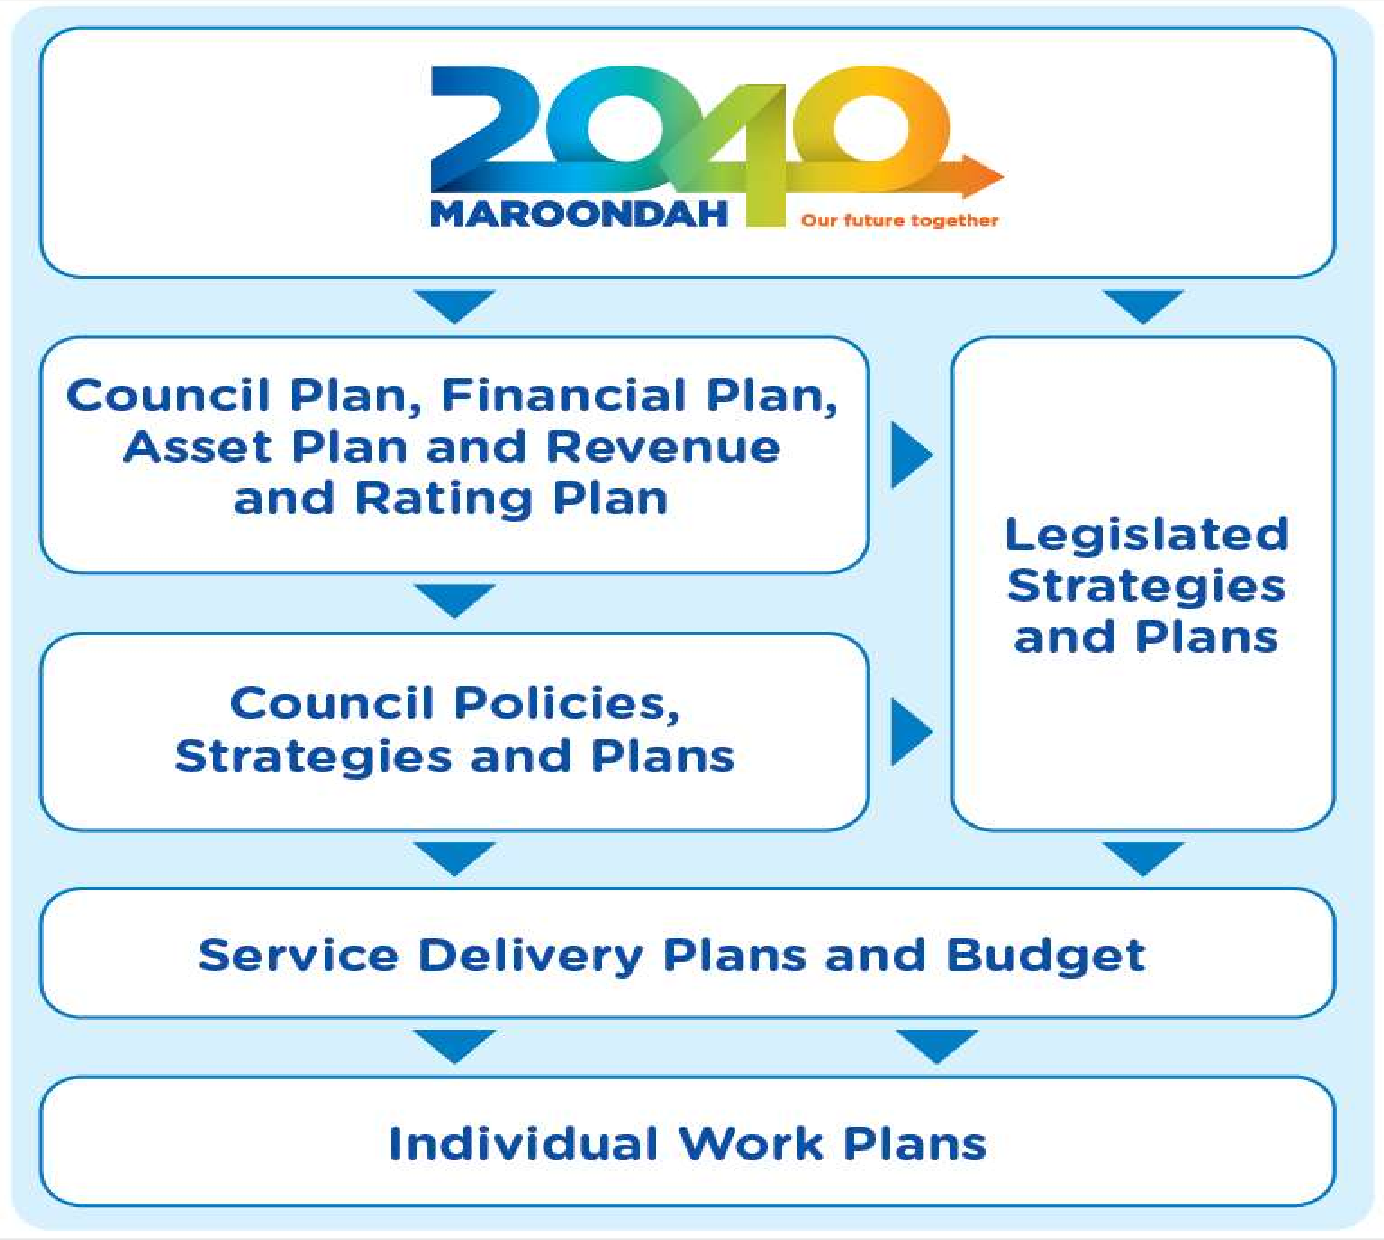 2040
MAROONDAH
Our future together
Council Plan, Financial Plan,
Asset Plan and Revenue
and Rating Plan
Legislated
Strategies
and Plans
Council Policies,
Strategies and Plans
Service Delivery Plans and Budget
Individual Work Plans